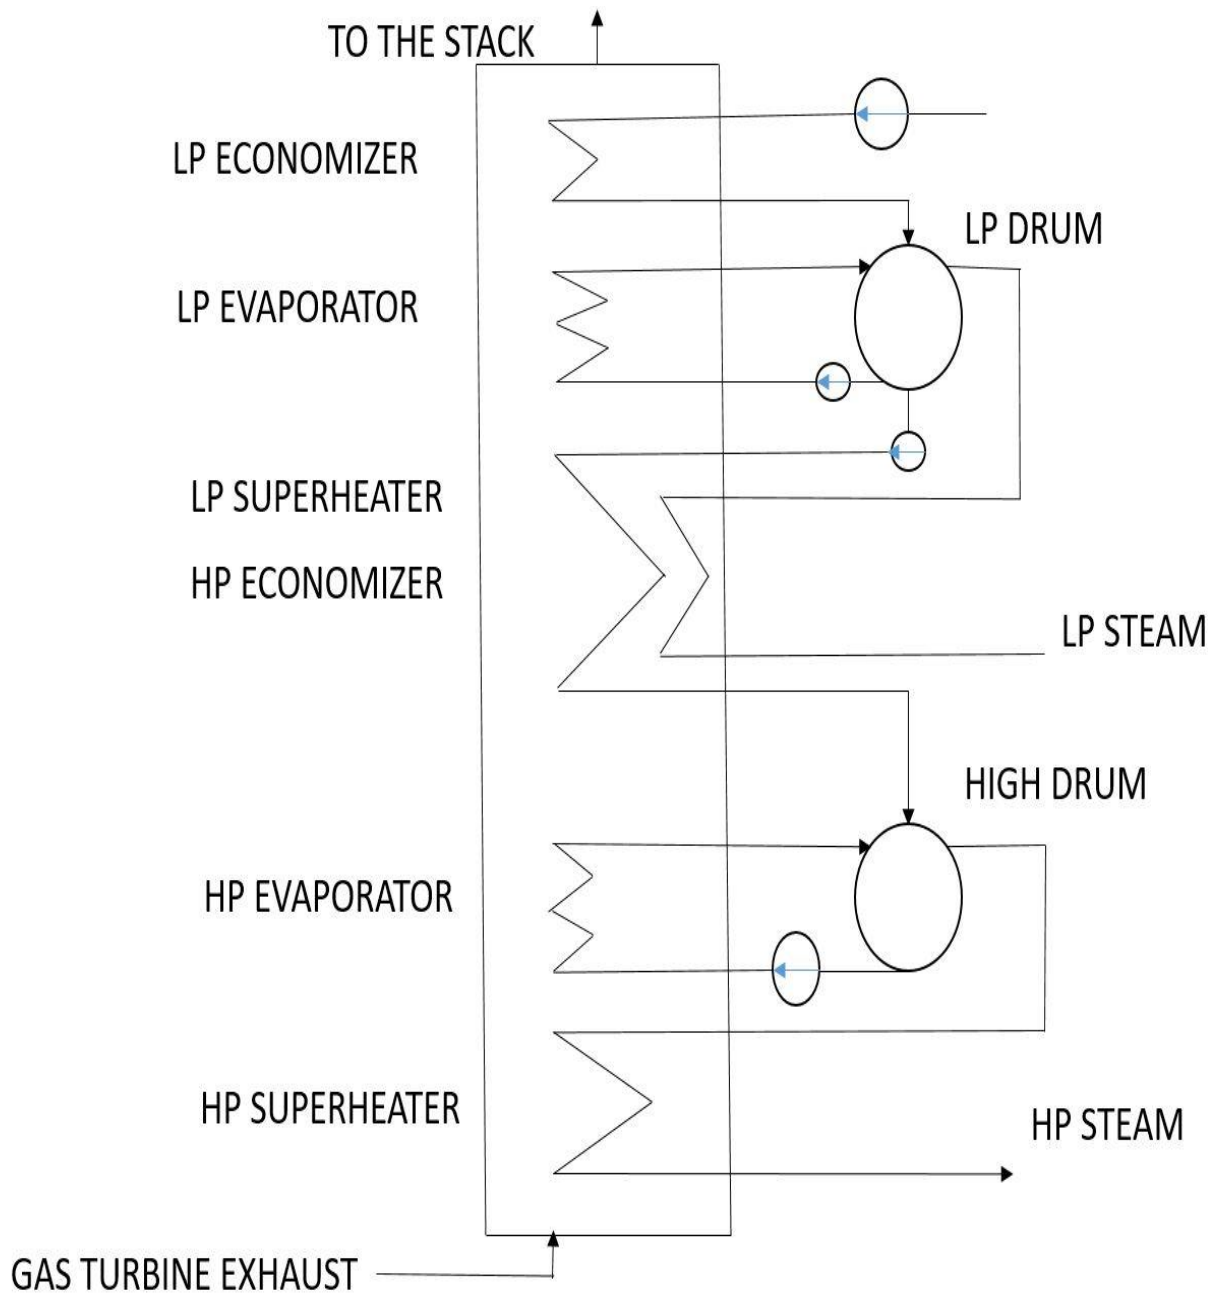 TO THE STACK
LP ECONOMIZER
LP DRUM
LP EVAPORATOR
LP SUPERHEATER
HP ECONOMIZER
LP STEAM
HIGH DRUM
HP EVAPORATOR
HP SUPERHEATER
HP STEAM
GAS TURBINE EXHAUST